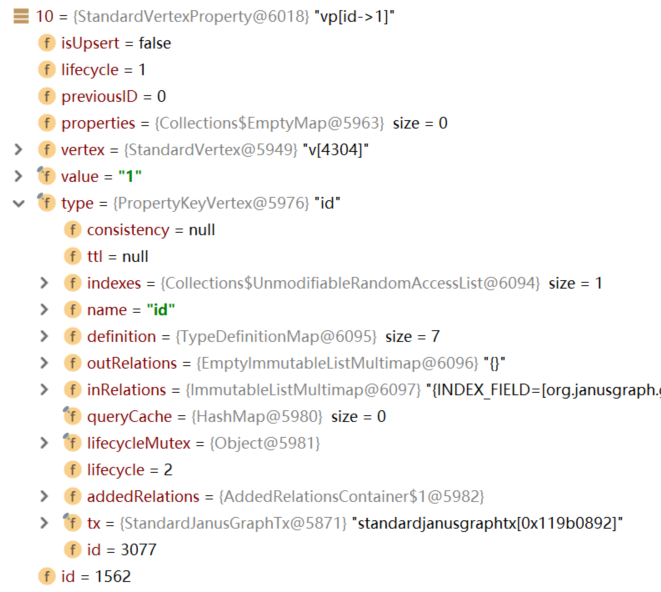 10 = {StandardVertexProperty@6018} "vp[id->1]"
f isUpsert = false
f lifecycle = 1
f previousID = 0
f properties = {Collections$EmptyMap@5963} size = 0
f vertex = {StandardVertex@5949} "v[4304]"
f value = "1"
f type = {PropertyKeyVertex@5976} "id"
f consistency = null
f ttl = null
f indexes = {Collections$UnmodifiableRandomAccessList@6094} size = 1
f name = "id"
f definition = {TypeDefinitionMap@6095} size = 7
f outRelations = {EmptyImmutableListMultimap@6096} "{}"
f inRelations = {ImmutableListMultimap@6097} "{INDEX_FIELD=[org.janusgraph.g
f queryCache = {HashMap@5980} size = 0
f lifecycleMutex = {Object@5981}
f lifecycle = 2
f addedRelations = {AddedRelationsContainer$1@5982}
f tx = {StandardJanusGraphTx@5871} "standardjanusgraphtx[0x119b0892]"
f id = 3077
f id = 1562